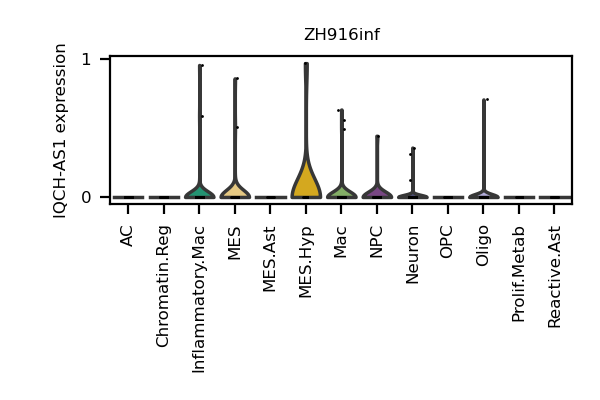 ZH916inf
IQCH-AS1 expression
1
0
AC
Chromatin.Reg
Inflammatory.Mac
MES
MES.Ast
MES.Hyp
Mac
NPC
Neuron
OPC
Oligo
Prolif.Metab
Reactive.Ast